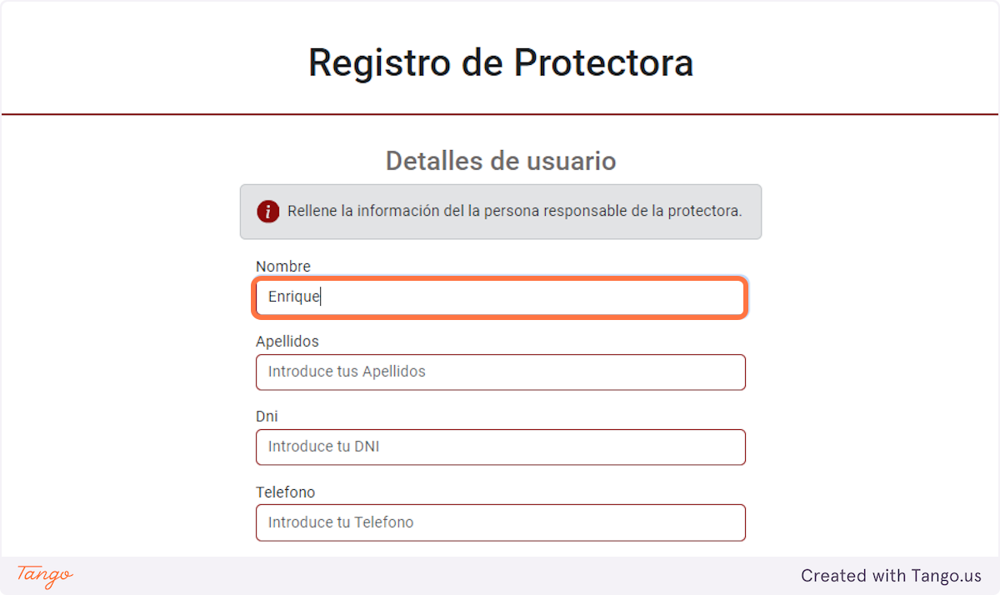 Registro de Protectora
Detalles de usuario
i Rellene la información del la persona responsable de la protectora.
Nombre
Enrique
Apellidos
Introduce tus Apellidos
Dni
Introduce tu DNI
Telefono
Introduce tu Telefono
Tango
Created with Tango.us